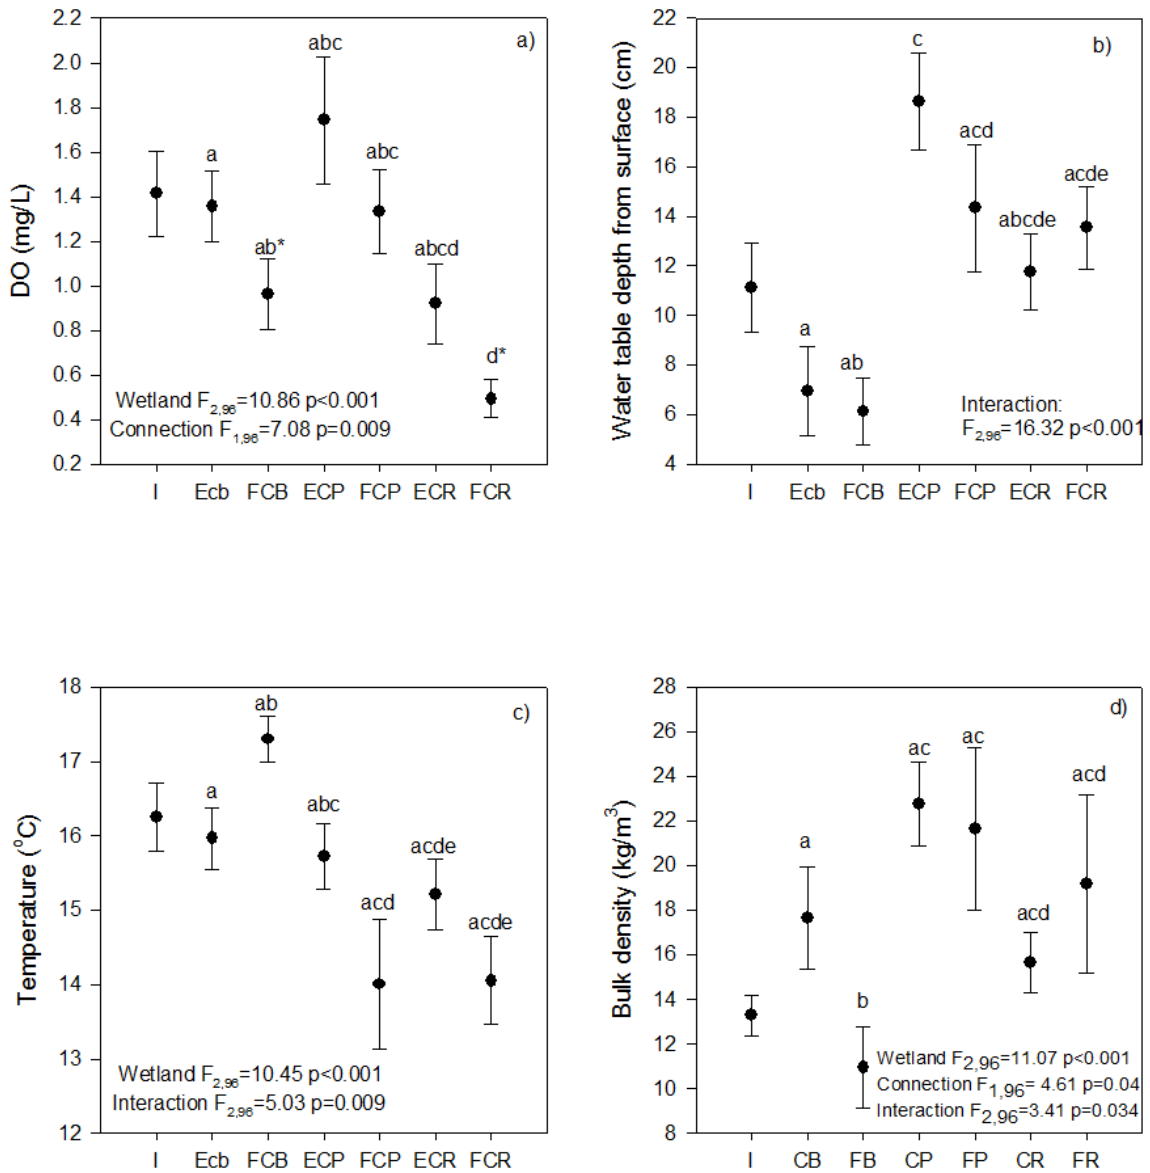 2.2
2.0
1.8
1.6
1.4
1.2
1.0
0.8
0.6
0.4
0.2
DO (mg/L)
a)
a
ab*
abc
abc
abcd
d*
Wetland F2,96=10.86 p<0.001
Connection F1,96=7.08 p=0.009
I Ecb FCB ECP FCP ECR FCR
22
20
18
16
14
12
10
8
6
4
Water table depth from surface (cm)
b)
a
ab
c
acd
abcde
acde
Interaction:
F2,96=16.32 p<0.001
I Ecb FCB ECP FCP ECR FCR
18
17
16
15
14
13
12
Temperature (⁰C)
c)
a
ab
abc
acd
acde
acde
Wetland F2,96=10.45 p<0.001
Interaction F2,96=5.03 p=0.009
I Ecb FCB ECP FCP ECR FCR
28
26
24
22
20
18
16
14
12
10
8
Bulk density (kg/m³)
d)
a
b
ac
ac
acd
acd
Wetland F2,96=11.07 p<0.001
Connection F1,96= 4.61 p=0.04
Interaction F2,96=3.41 p=0.034
I CB FB CP FP CR FR